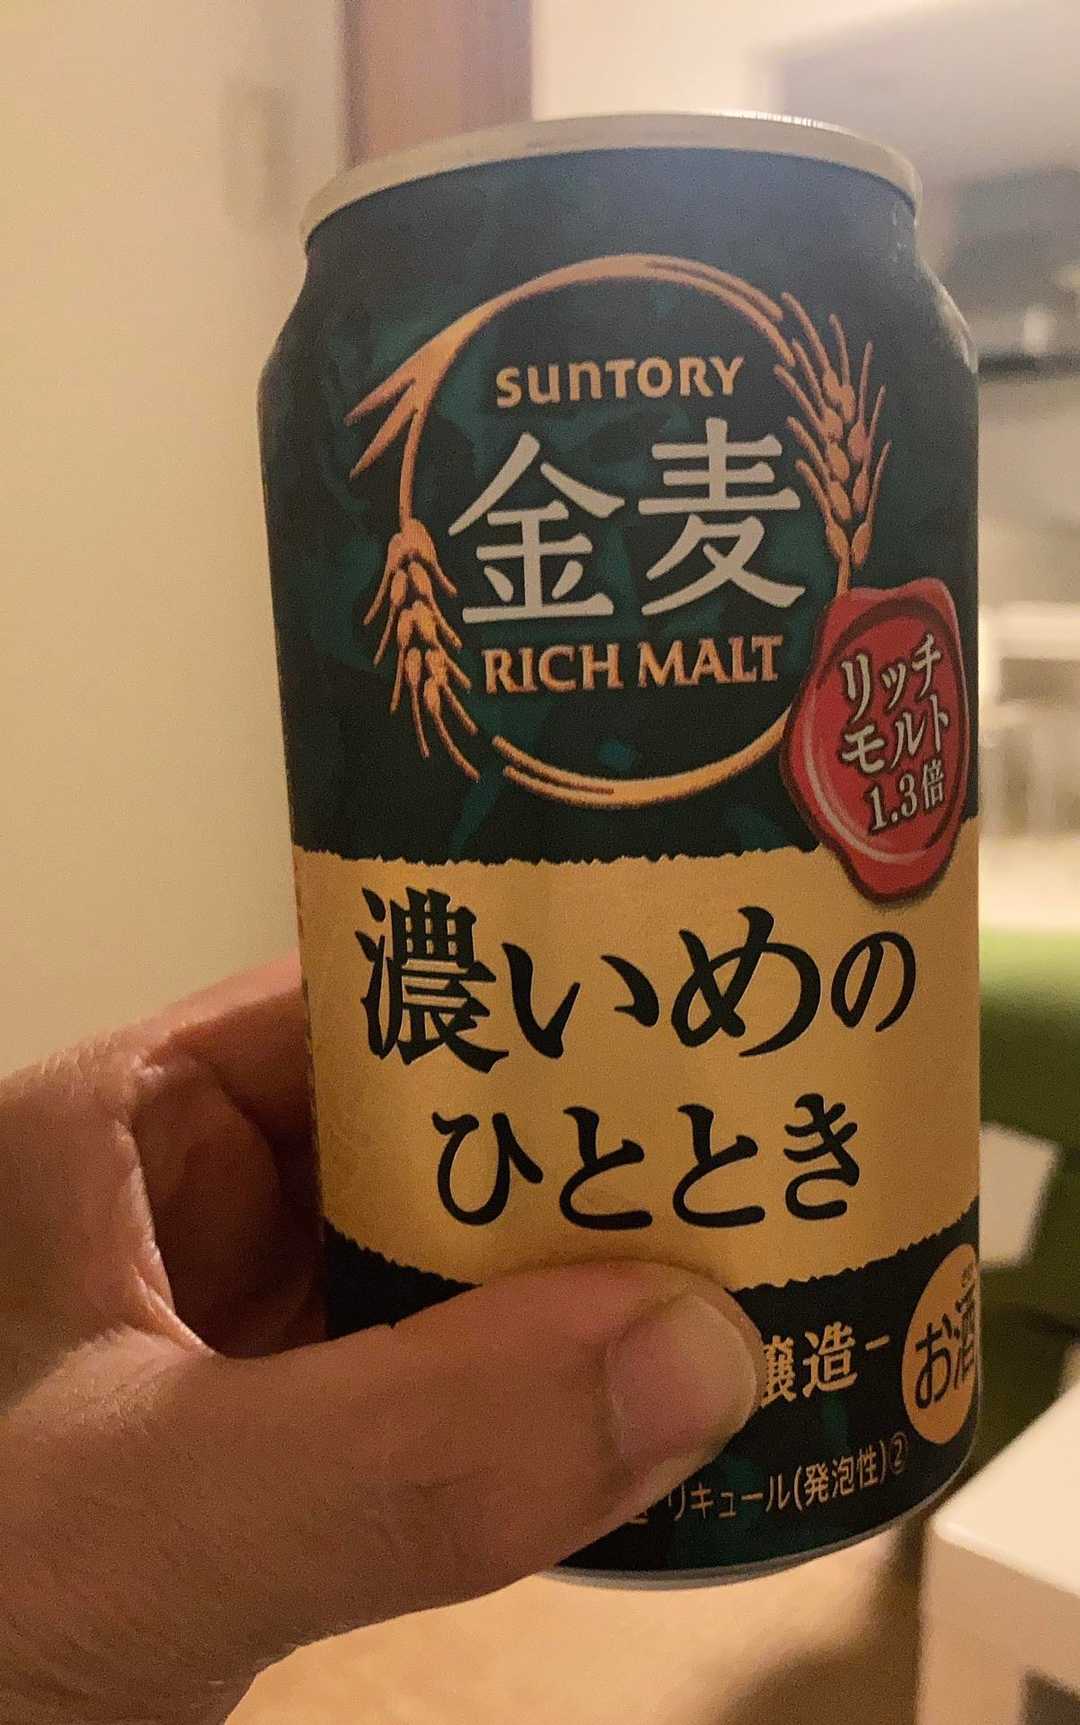 SUNTORY
金麦
RICH MALT
リッチ
モルト
1.3倍
濃いめの
ひととき
醸造-
お酒
リキュール(発泡性)②